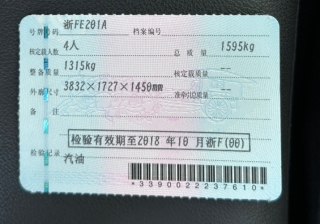 号牌号码 浙FE201A 档案编号
核定载人数 4人 总质量 1595kg
整备质量 1315kg 核定载质量 --
外廓尺寸 3832×1727×1450mm 准牵引总质量 --
备注
检验有效期至2018年10月浙F(00)
检验记录 汽油
*3390022237610*